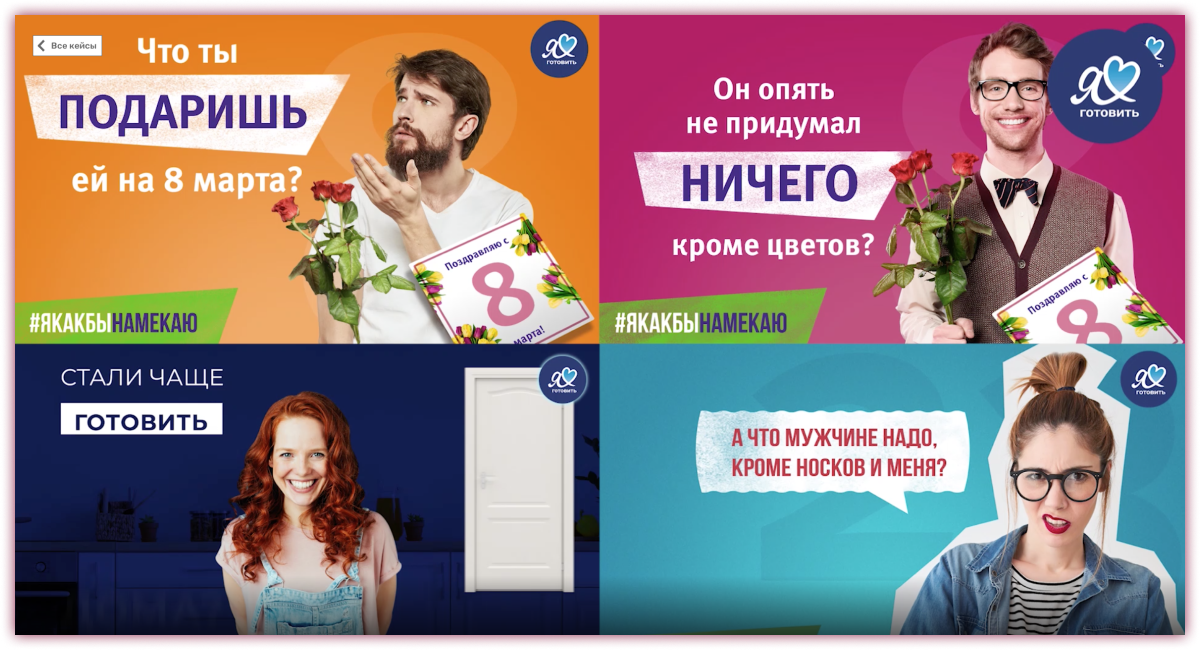 Все кейсы
Что ты
ПОДАРИШЬ
ей на 8 марта?
Я
ГОТОВИТЬ
Поздравляю с
8
марта!
#ЯКАКБЫНАМЕКАЮ
Он опять
не придумал
НИЧЕГО
кроме цветов?
Я
ГОТОВИТЬ
Поздравляю с
8
#ЯКАКБЫНАМЕКАЮ
СТАЛИ ЧАЩЕ
ГОТОВИТЬ
Я
ГОТОВИТЬ
А ЧТО МУЖЧИНЕ НАДО,
КРОМЕ НОСКОВ И МЕНЯ?
Я
ГОТОВИТЬ